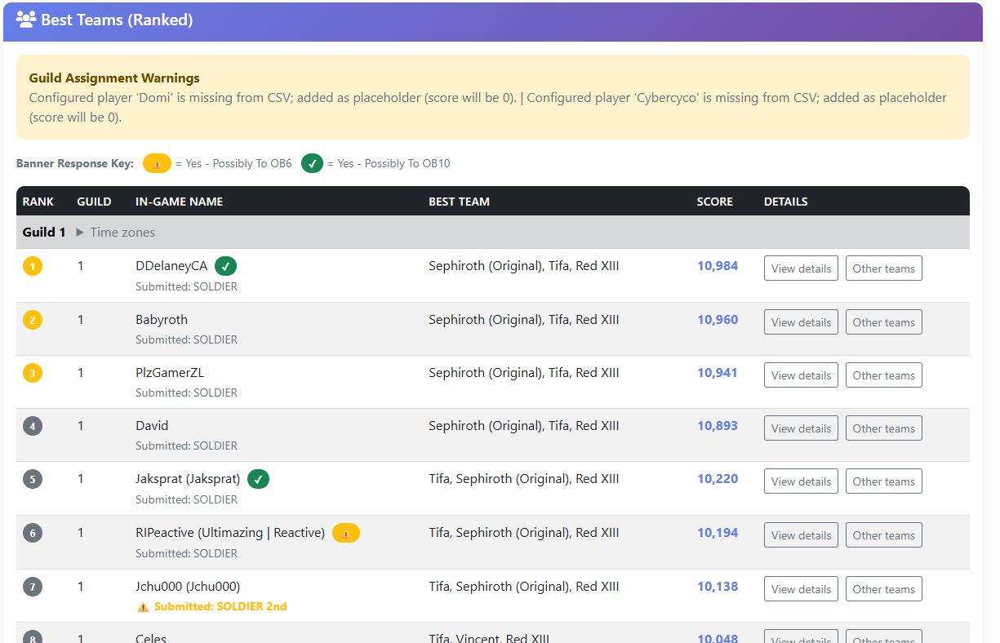 Best Teams (Ranked)
Guild Assignment Warnings
Configured player 'Domi' is missing from CSV; added as placeholder (score will be 0). | Configured player 'Cybercyco' is missing from CSV; added as placeholder
(score will be 0).
Banner Response Key: ⚠ = Yes - Possibly To OB6 ✓ = Yes - Possibly To OB10
RANK GUILD IN-GAME NAME BEST TEAM SCORE DETAILS
Guild 1 ▶ Time zones
1 1 DDelaneyCA ✓ Sephiroth (Original), Tifa, Red XIII 10,984 View details Other teams
Submitted: SOLDIER
2 1 Babyroth Sephiroth (Original), Tifa, Red XIII 10,960 View details Other teams
Submitted: SOLDIER
3 1 PlzGamerZL Sephiroth (Original), Tifa, Red XIII 10,941 View details Other teams
Submitted: SOLDIER
4 1 David Sephiroth (Original), Tifa, Red XIII 10,893 View details Other teams
Submitted: SOLDIER
5 1 Jaksprat (Jaksprat) ✓ Tifa, Sephiroth (Original), Red XIII 10,220 View details Other teams
Submitted: SOLDIER
6 1 RIPeactive (Ultimazing | Reactive) ⚠ Tifa, Sephiroth (Original), Red XIII 10,194 View details Other teams
Submitted: SOLDIER
7 1 Jchu000 (Jchu000) Tifa, Sephiroth (Original), Red XIII 10,138 View details Other teams
⚠ Submitted: SOLDIER 2nd
8 1 Celes Tifa, Vincent, Red XIII 10,048 View details Other teams